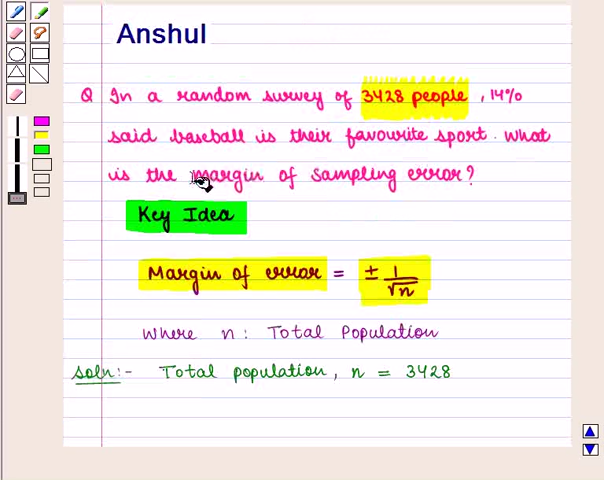 Anshul
Q In a random survey of 3428 people, 14%
said baseball is their favourite sport. What
is the margin of sampling error?
Key Idea
Margin of error = ± 1/√n
Where n: Total Population
Soln:- Total population, n = 3428